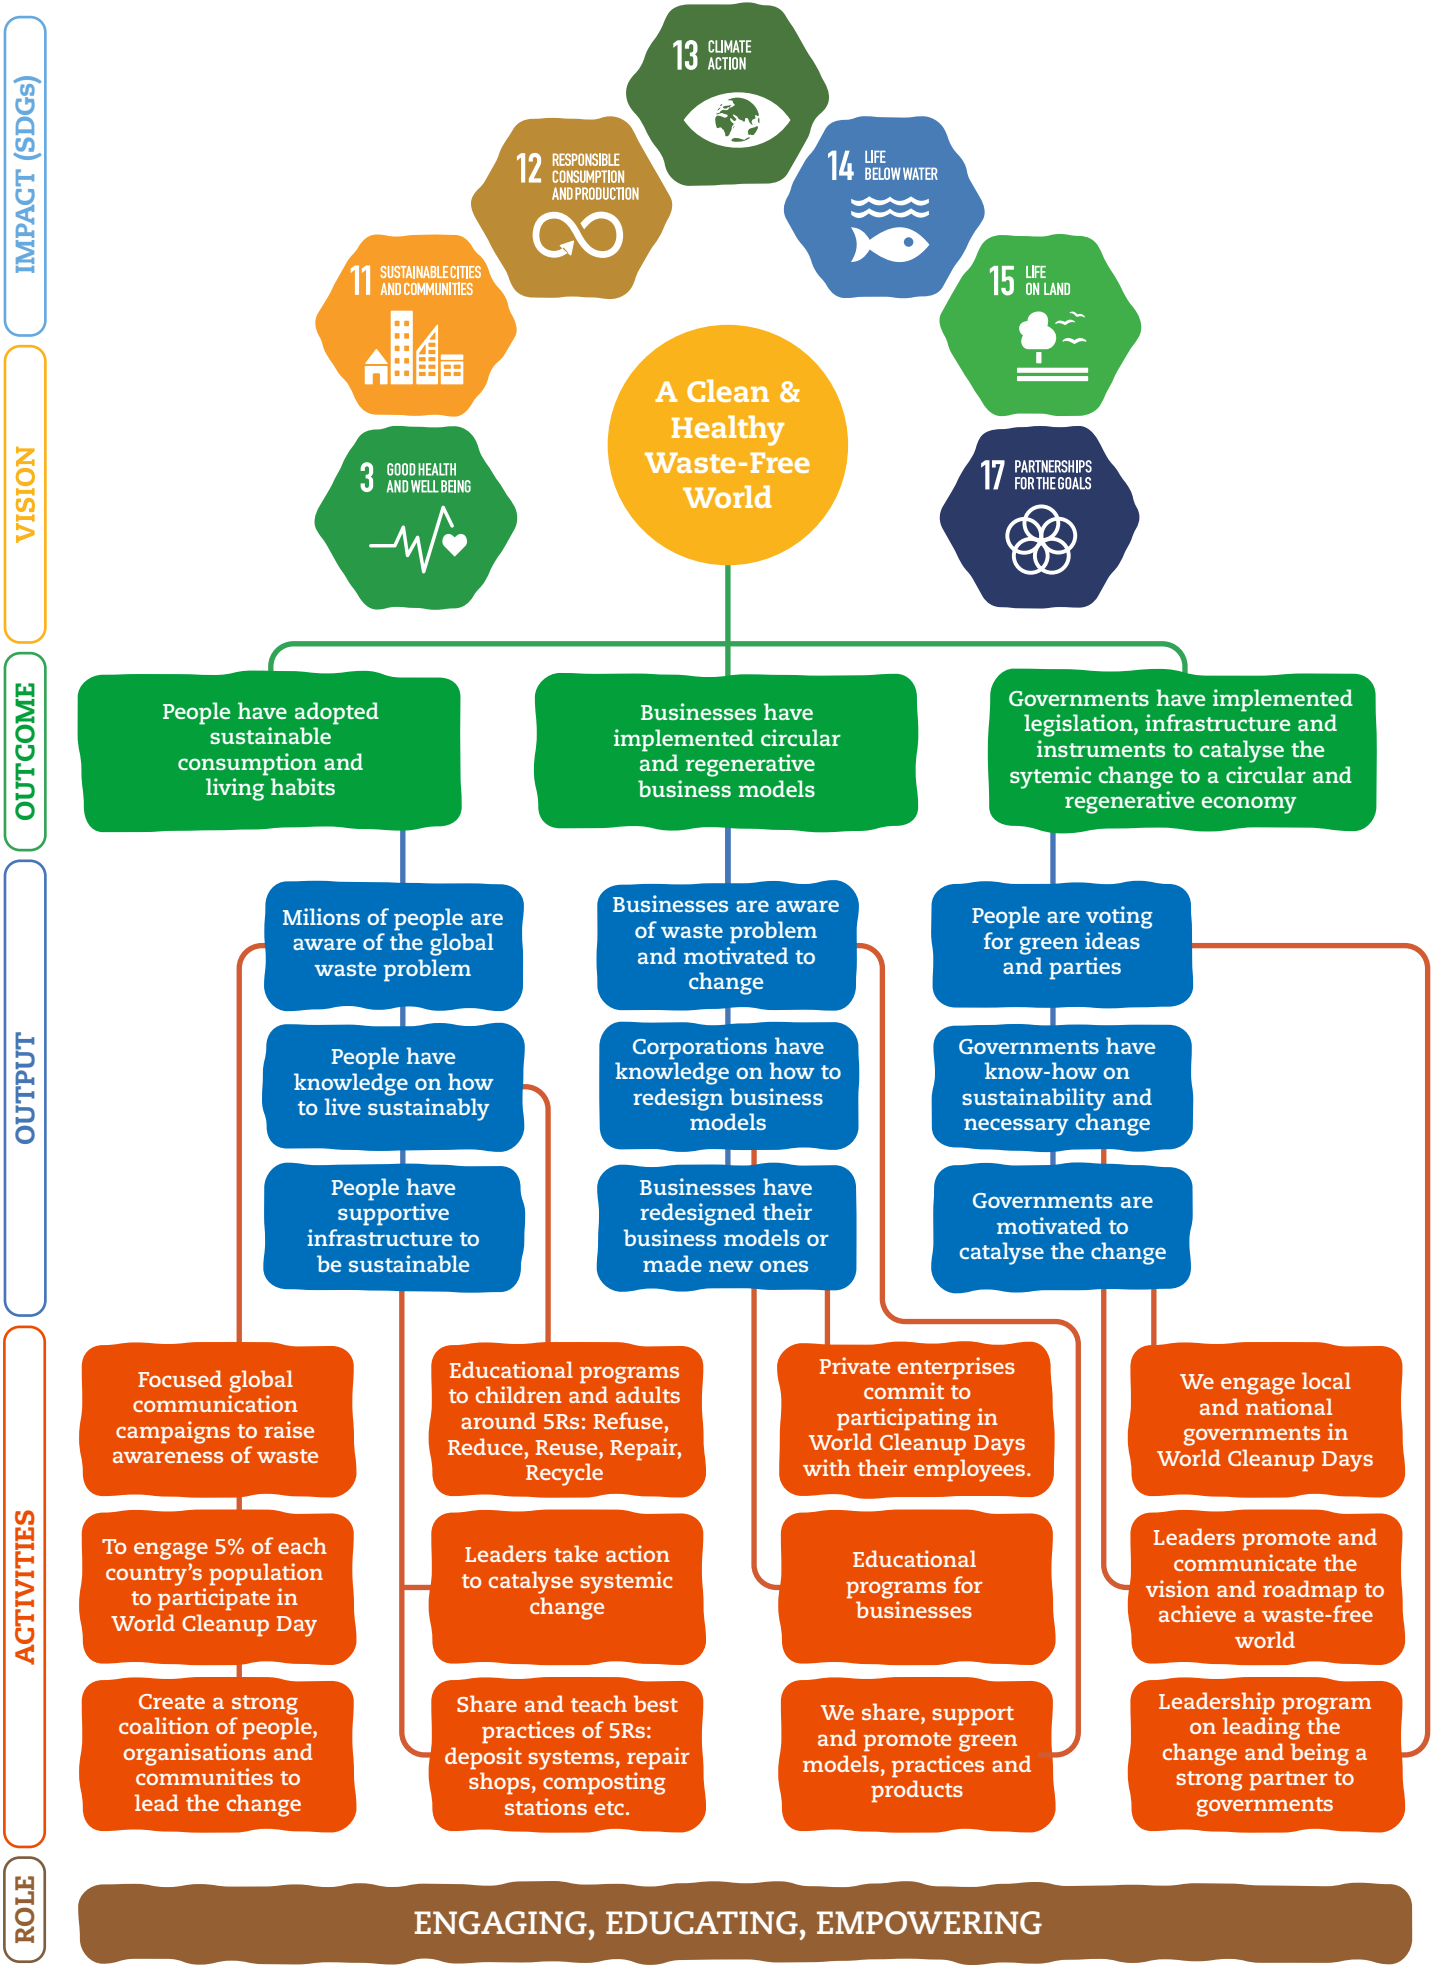 IMPACT (SDGs)
13 CLIMATE
ACTION
12 RESPONSIBLE
CONSUMPTION
AND PRODUCTION
14 LIFE
BELOW WATER
11 SUSTAINABLE CITIES
AND COMMUNITIES
15 LIFE
ON LAND
VISION
A Clean &
Healthy
Waste-Free
World
3 GOOD HEALTH
AND WELL BEING
17 PARTNERSHIPS
FOR THE GOALS
OUTCOME
People have adopted
sustainable
consumption and
living habits
Businesses have
implemented circular
and regenerative
business models
Governments have implemented
legislation, infrastructure and
instruments to catalyse the
sytemic change to a circular and
regenerative economy
OUTPUT
Milions of people are
aware of the global
waste problem
Businesses are aware
of waste problem
and motivated to
change
People are voting
for green ideas
and parties
People have
knowledge on how
to live sustainably
Corporations have
knowledge on how to
redesign business
models
Governments have
know-how on
sustainability and
necessary change
People have
supportive
infrastructure to
be sustainable
Businesses have
redesigned their
business models or
made new ones
Governments are
motivated to
catalyse the change
ACTIVITIES
Focused global
communication
campaigns to raise
awareness of waste
Educational programs
to children and adults
around 5Rs: Refuse,
Reduce, Reuse, Repair,
Recycle
Private enterprises
commit to
participating in
World Cleanup Days
with their employees.
We engage local
and national
governments in
World Cleanup Days
To engage 5% of each
country’s population
to participate in
World Cleanup Day
Leaders take action
to catalyse systemic
change
Educational
programs for
businesses
Leaders promote and
communicate the
vision and roadmap to
achieve a waste-free
world
Create a strong
coalition of people,
organisations and
communities to
lead the change
Share and teach best
practices of 5Rs:
deposit systems, repair
shops, composting
stations etc.
We share, support
and promote green
models, practices and
products
Leadership program
on leading the
change and being a
strong partner to
governments
ROLE
ENGAGING, EDUCATING, EMPOWERING